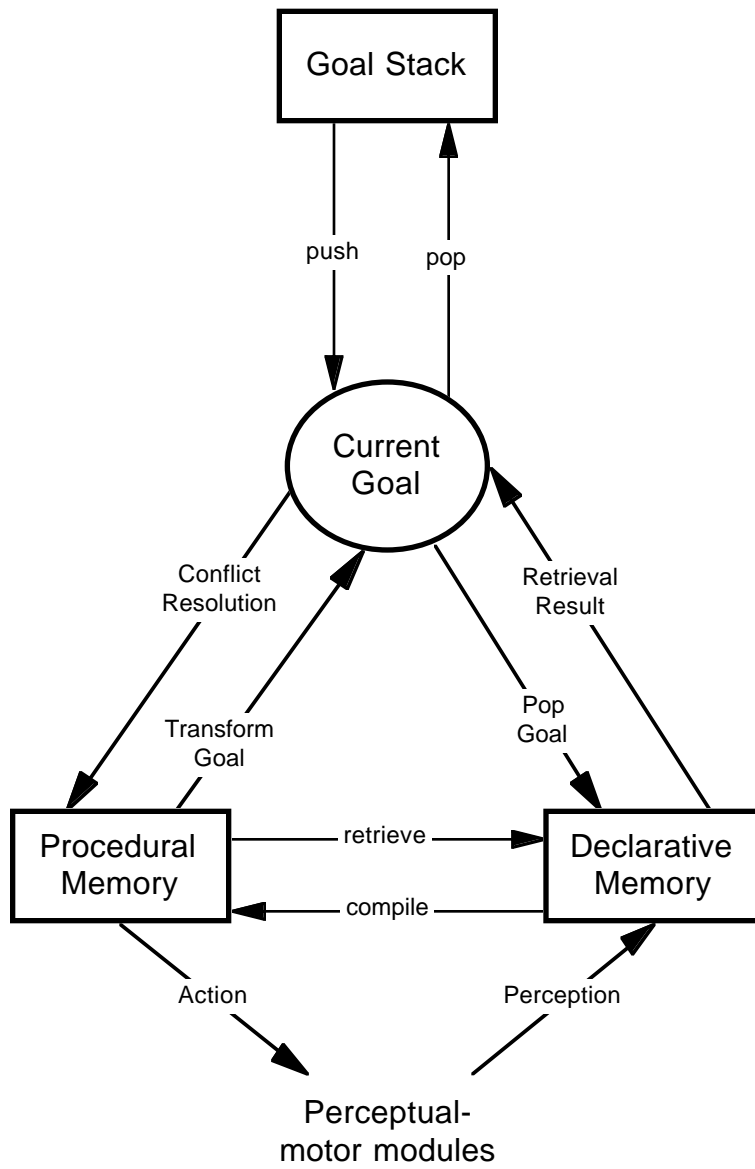 Goal Stack
push
pop
Current
Goal
Conflict
Resolution
Retrieval
Result
Transform
Goal
Pop
Goal
Procedural
Memory
retrieve
compile
Declarative
Memory
Action
Perception
Perceptual-
motor modules